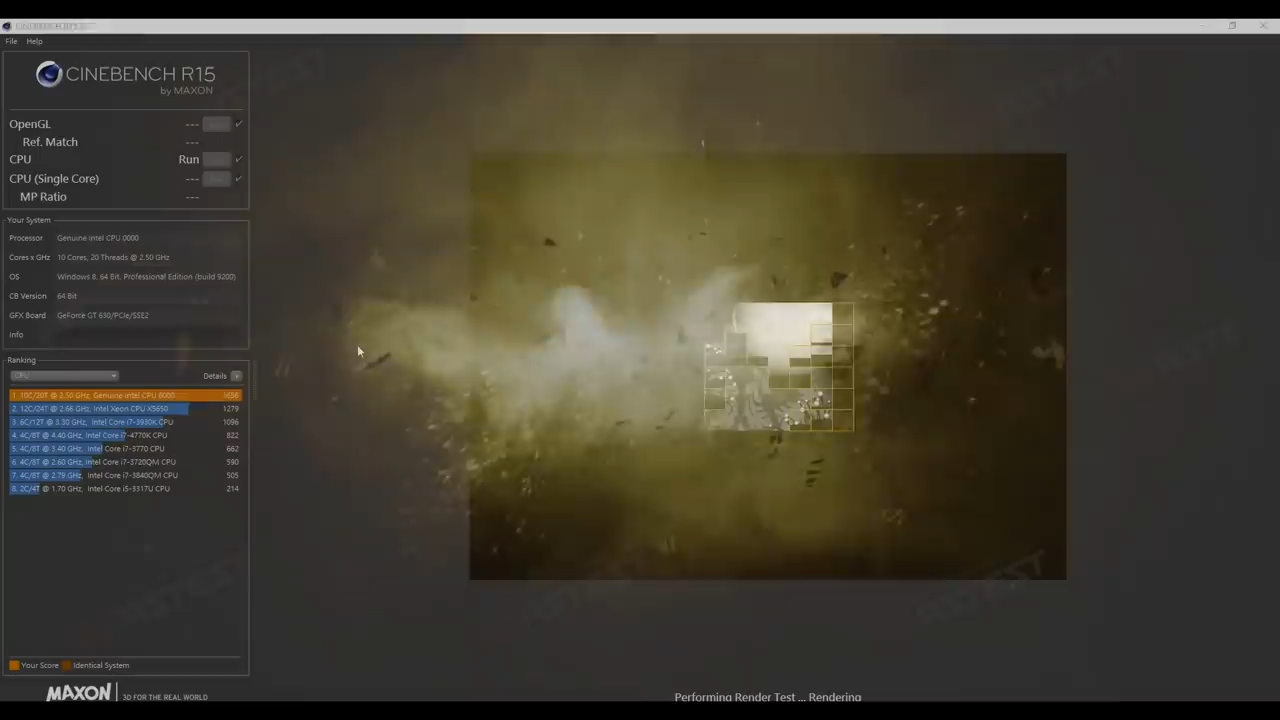 CINEBENCH R15
File Help
CINEBENCH R15
by MAXON
OpenGL ---
Ref. Match ---
CPU Run
CPU (Single Core) ---
MP Ratio ---
Your System
Processor Genuine Intel CPU 0000
Cores x GHz 10 Cores, 20 Threads @ 2.50 GHz
OS Windows 8, 64 Bit, Professional Edition (build 9200)
CB Version 64 Bit
GFX Board GeForce GT 630/PCIe/SSE2
Info
Ranking
CPU Details
1. 10C/20T @ 2.50 GHz, Genuine Intel CPU 0000
2. 12C/24T @ 2.66 GHz, Intel Xeon CPU X5650 1279
3. 6C/12T @ 3.30 GHz, Intel Core i7-3930K CPU 1096
4. 4C/8T @ 4.40 GHz, Intel Core i7-4770K CPU 822
5. 4C/8T @ 3.40 GHz, Intel Core i7-3770 CPU 662
6. 4C/8T @ 2.60 GHz, Intel Core i7-3720QM CPU 590
7. 4C/8T @ 2.79 GHz, Intel Core i7-3840QM CPU 505
8. 2C/4T @ 1.70 GHz, Intel Core i5-3317U CPU 214
Your Score Identical System
MAXON 3D FOR THE REAL WORLD
Performing Render Test ... Rendering